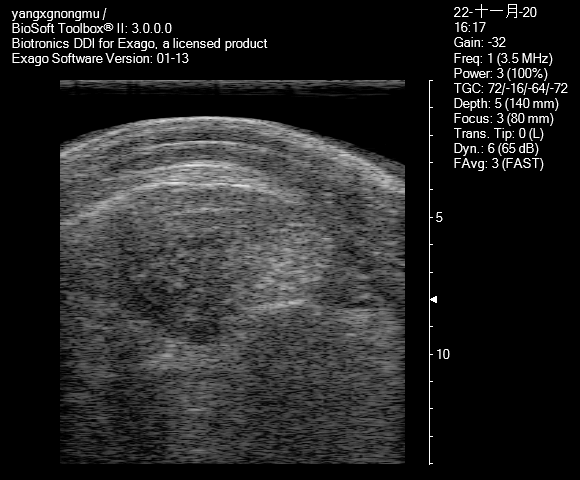 yangxgnongmu /
BioSoft Toolbox® II: 3.0.0.0
Biotronics DDI for Exago, a licensed product
Exago Software Version: 01-13
22-十一月-20
16:17
Gain: -32
Freq: 1 (3.5 MHz)
Power: 3 (100%)
TGC: 72/-16/-64/-72
Depth: 5 (140 mm)
Focus: 3 (80 mm)
Trans. Tip: 0 (L)
Dyn.: 6 (65 dB)
FAvg: 3 (FAST)
5
10